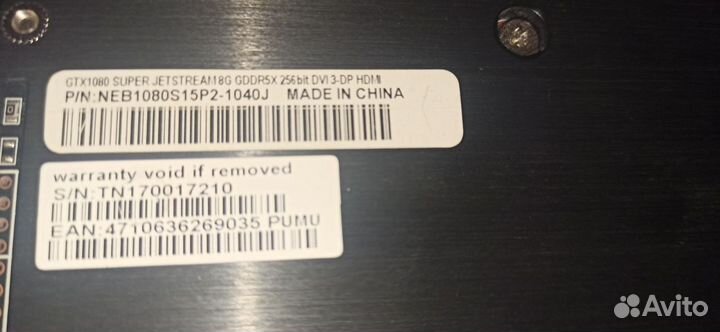 GTX1080 SUPER JETSTREAM 8G GDDR5X 256bit DVI 3-DP HDMI
P/N:NEB1080S15P2-1040J MADE IN CHINA
warranty void if removed
S/N:TN170017210
EAN:4710636269035 PUMU
Avito